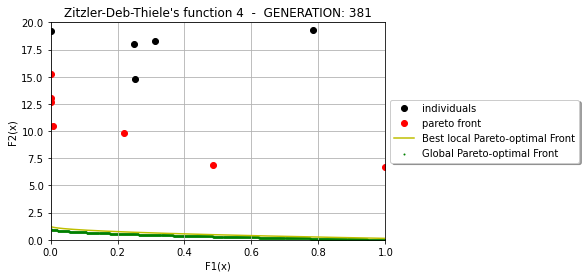 Zitzler-Deb-Thiele's function 4 - GENERATION: 381
20.0
17.5
15.0
12.5
10.0
7.5
5.0
2.5
0.0
F2(x)
0.0 0.2 0.4 0.6 0.8 1.0
F1(x)
individuals
pareto front
Best local Pareto-optimal Front
Global Pareto-optimal Front